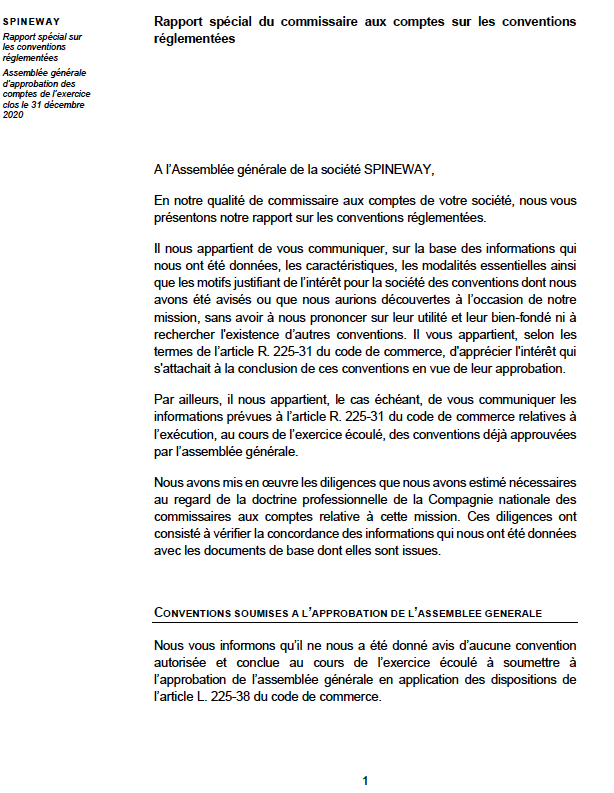 SPINEWAY
Rapport spécial sur
les conventions
réglementées
Assemblée générale
d'approbation des
comptes de l'exercice
clos le 31 décembre
2020
Rapport spécial du commissaire aux comptes sur les conventions
réglementées
A l'Assemblée générale de la société SPINEWAY,
En notre qualité de commissaire aux comptes de votre société, nous vous
présentons notre rapport sur les conventions réglementées.
Il nous appartient de vous communiquer, sur la base des informations qui
nous ont été données, les caractéristiques, les modalités essentielles ainsi
que les motifs justifiant de l'intérêt pour la société des conventions dont nous
avons été avisés ou que nous aurions découvertes à l'occasion de notre
mission, sans avoir à nous prononcer sur leur utilité et leur bien-fondé ni à
rechercher l'existence d'autres conventions. Il vous appartient, selon les
termes de l'article R. 225-31 du code de commerce, d'apprécier l'intérêt qui
s'attachait à la conclusion de ces conventions en vue de leur approbation.
Par ailleurs, il nous appartient, le cas échéant, de vous communiquer les
informations prévues à l'article R. 225-31 du code de commerce relatives à
l'exécution, au cours de l'exercice écoulé, des conventions déjà approuvées
par l'assemblée générale.
Nous avons mis en œuvre les diligences que nous avons estimé nécessaires
au regard de la doctrine professionnelle de la Compagnie nationale des
commissaires aux comptes relative à cette mission. Ces diligences ont
consisté à vérifier la concordance des informations qui nous ont été données
avec les documents de base dont elles sont issues.
CONVENTIONS SOUMISES A L'APPROBATION DE L'ASSEMBLEE GENERALE
Nous vous informons qu'il ne nous a été donné avis d'aucune convention
autorisée et conclue au cours de l'exercice écoulé à soumettre à
l'approbation de l'assemblée générale en application des dispositions de
l'article L. 225-38 du code de commerce.
1